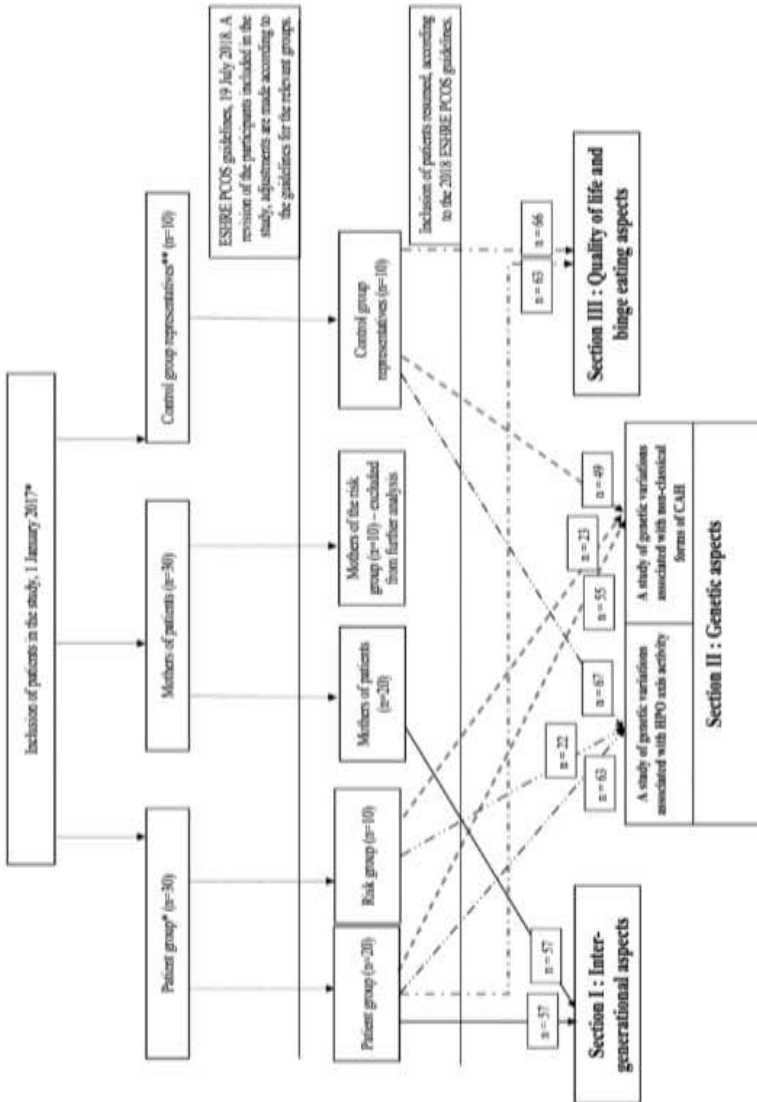 Inclusion of patients in the study, 1 January 2017*
Patient group* (n=30)
Mothers of patients (n=30)
Control group representatives** (n=10)
ESHRE PCOS guidelines, 19 July 2018. A
revision of the participants included in the
study, adjustments are made according to
the guidelines for the relevant groups.
Patient group (n=20)
Risk group (n=10)
Mothers of patients
(n=20)
Mothers of the risk
group (n=10) – excluded
from further analysis
Control group
representatives (n=10)
Inclusion of patients resumed, according
to the 2018 ESHRE PCOS guidelines.
n = 57
n = 57
n = 63
n = 22
n = 67
n = 55
n = 23
n = 49
n = 63
n = 66
Section I : Inter-
generational aspects
A study of genetic variations
associated with HPO axis activity
A study of genetic variations
associated with non-classical
forms of CAH
Section II : Genetic aspects
Section III : Quality of life and
binge eating aspects